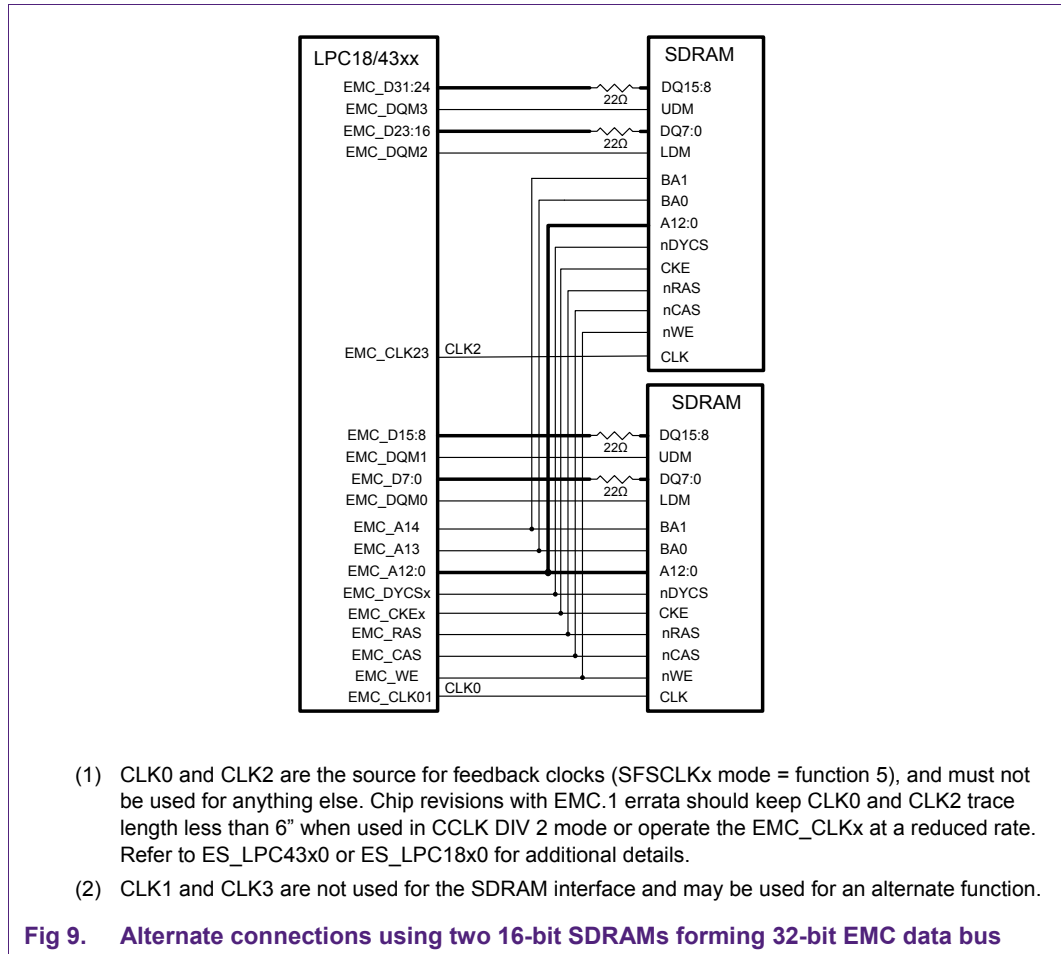 LPC18/43xx
EMC_D31:24
EMC_DQM3
EMC_D23:16
EMC_DQM2
EMC_CLK23
EMC_D15:8
EMC_DQM1
EMC_D7:0
EMC_DQM0
EMC_A14
EMC_A13
EMC_A12:0
EMC_DYCSx
EMC_CKEx
EMC_RAS
EMC_CAS
EMC_WE
EMC_CLK01
22Ω
22Ω
CLK2
22Ω
22Ω
CLK0
SDRAM
DQ15:8
UDM
DQ7:0
LDM
BA1
BA0
A12:0
nDYCS
CKE
nRAS
nCAS
nWE
CLK
SDRAM
DQ15:8
UDM
DQ7:0
LDM
BA1
BA0
A12:0
nDYCS
CKE
nRAS
nCAS
nWE
CLK
(1) CLK0 and CLK2 are the source for feedback clocks (SFSCLKx mode = function 5), and must not
be used for anything else. Chip revisions with EMC.1 errata should keep CLK0 and CLK2 trace
length less than 6” when used in CCLK DIV 2 mode or operate the EMC_CLKx at a reduced rate.
Refer to ES_LPC43x0 or ES_LPC18x0 for additional details.
(2) CLK1 and CLK3 are not used for the SDRAM interface and may be used for an alternate function.
Fig 9. Alternate connections using two 16-bit SDRAMs forming 32-bit EMC data bus